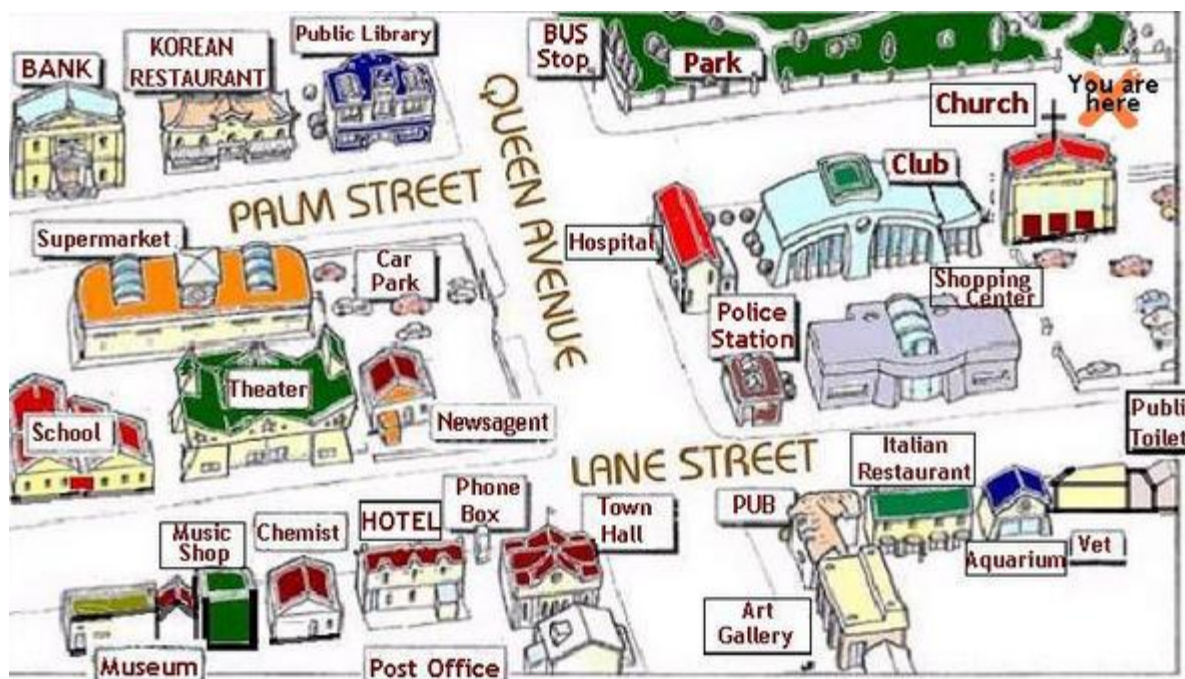 BANK
KOREAN
RESTAURANT
Public Library
BUS
Stop
Park
You are
here
Church
QUEEN AVENUE
PALM STREET
Club
Supermarket
Hospital
Car
Park
Shopping
Center
Police
Station
Theater
School
Newsagent
Publi
Toilet
LANE STREET
Italian
Restaurant
Phone
Box
Town
Hall
PUB
Music
Shop
Chemist
HOTEL
Aquarium
Vet
Art
Gallery
Museum
Post Office